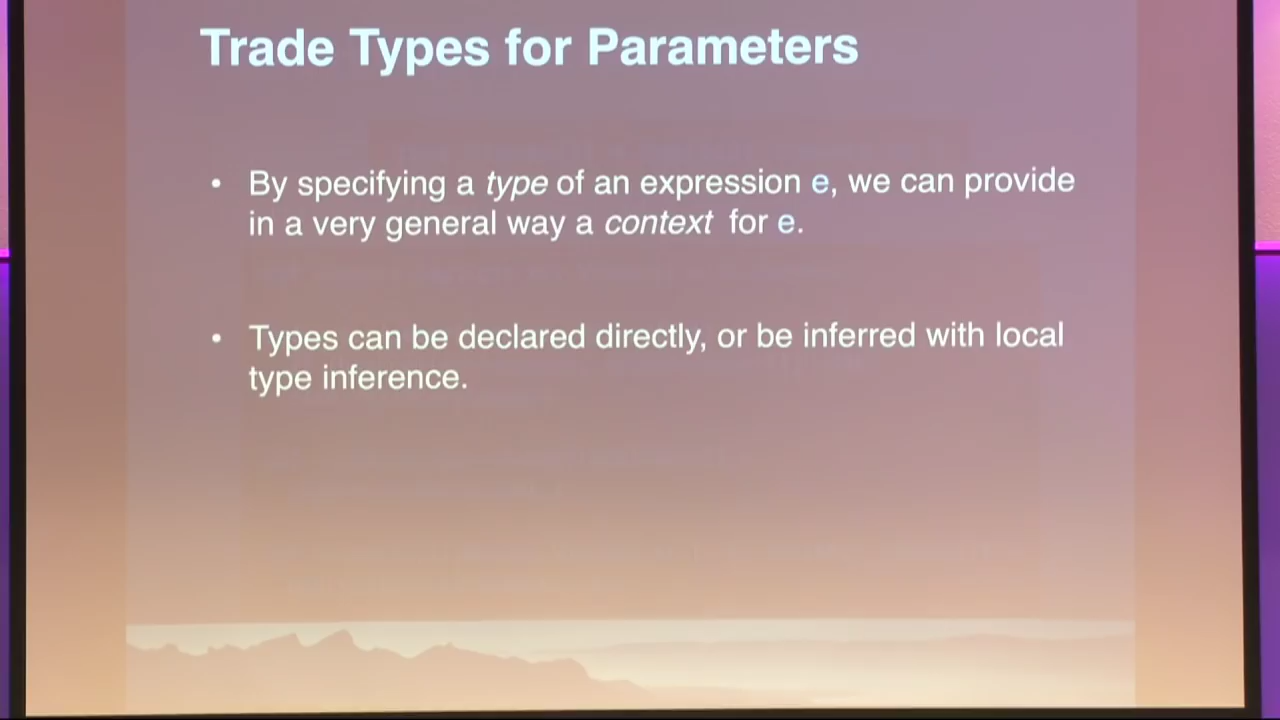 Trade Types for Parameters
• By specifying a type of an expression e, we can provide
in a very general way a context for e.
• Types can be declared directly, or be inferred with local
type inference.